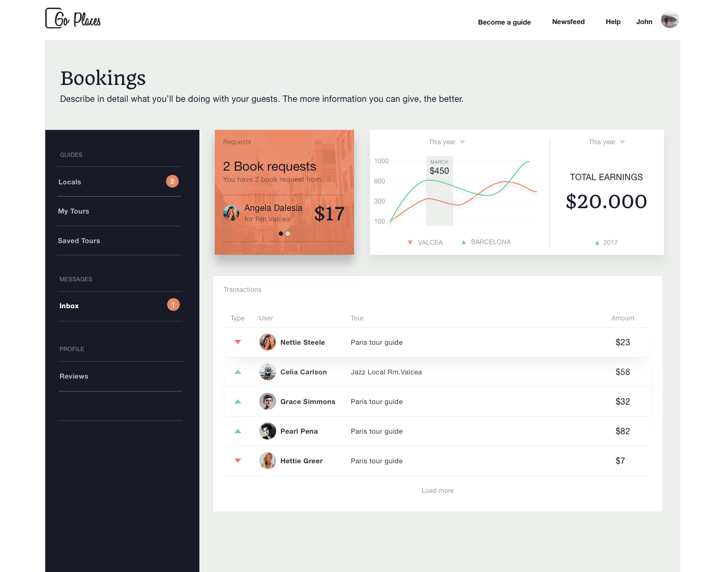 Go Places
Become a guide
Newsfeed
Help
John
Bookings
Describe in detail what you'll be doing with your guests. The more information you can give, the better.
GUIDES
Locals
2
My Tours
Saved Tours
MESSAGES
Inbox
1
PROFILE
Reviews
Requests
2 Book requests
You have 2 book request from...
Angela Dalesia
for Rm.Valcea
$17
This year
1000
600
300
100
MARCH
$450
VALCEA
BARCELONA
This year
TOTAL EARNINGS
$20.000
2017
Transactions
Type User Tour Amount
Nettie Steele Paris tour guide $23
Celia Carlson Jazz Local Rm.Valcea $58
Grace Simmons Paris tour guide $32
Pearl Pena Paris tour guide $82
Hettie Greer Paris tour guide $7
Load more